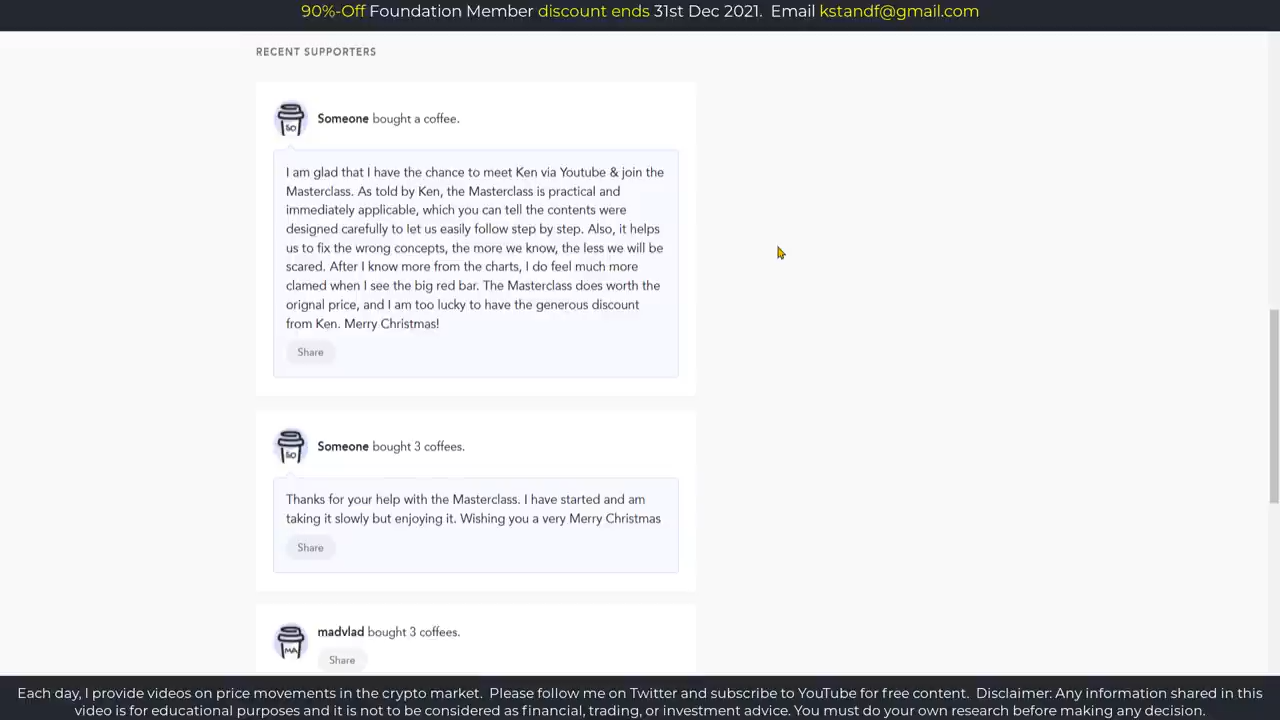 90%-Off Foundation Member discount ends 31st Dec 2021. Email kstandf@gmail.com
RECENT SUPPORTERS
Someone bought a coffee.
I am glad that I have the chance to meet Ken via Youtube & join the
Masterclass. As told by Ken, the Masterclass is practical and
immediately applicable, which you can tell the contents were
designed carefully to let us easily follow step by step. Also, it helps
us to fix the wrong concepts, the more we know, the less we will be
scared. After I know more from the charts, I do feel much more
clamed when I see the big red bar. The Masterclass does worth the
orignal price, and I am too lucky to have the generous discount
from Ken. Merry Christmas!
Share
Someone bought 3 coffees.
Thanks for your help with the Masterclass. I have started and am
taking it slowly but enjoying it. Wishing you a very Merry Christmas
Share
madvlad bought 3 coffees.
MA
Share
Each day, I provide videos on price movements in the crypto market. Please follow me on Twitter and subscribe to YouTube for free content. Disclaimer: Any information shared in this
video is for educational purposes and it is not to be considered as financial, trading, or investment advice. You must do your own research before making any decision.